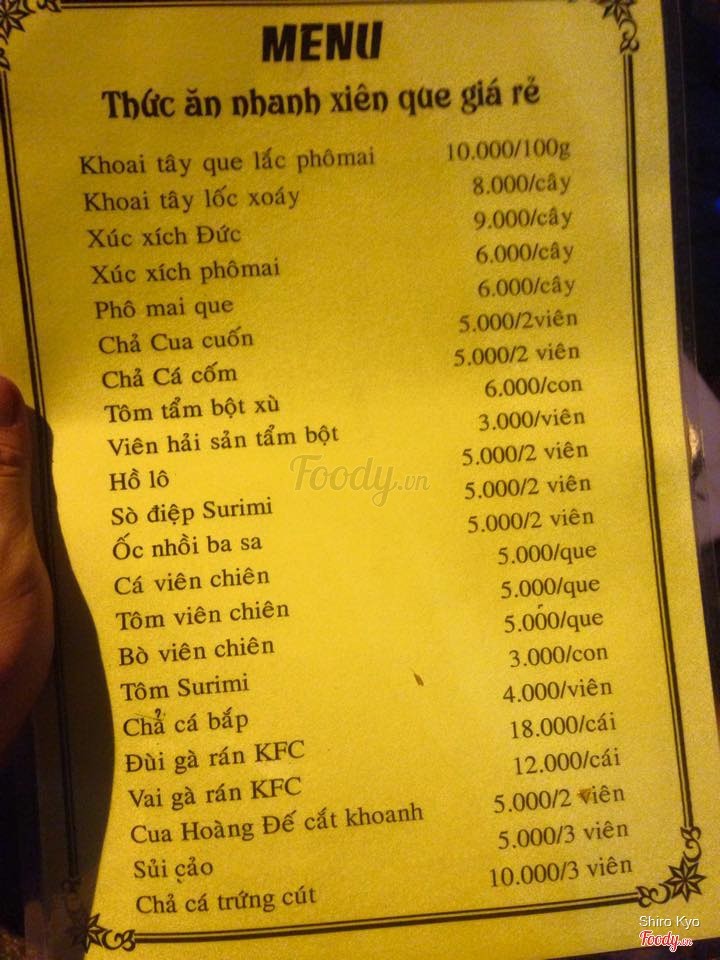 MENU
Thức ăn nhanh xiên que giá rẻ
Khoai tây que lắc phômai 10.000/100g
Khoai tây lốc xoáy 8.000/cây
Xúc xích Đức 9.000/cây
Xúc xích phômai 6.000/cây
Phô mai que 6.000/cây
Chả Cua cuốn 5.000/2viên
Chả Cá cốm 5.000/2 viên
Tôm tẩm bột xù 6.000/con
Viên hải sản tẩm bột 3.000/viên
Hồ lô 5.000/2 viên
Sò điệp Surimi 5.000/2 viên
Ốc nhồi ba sa 5.000/2 viên
Cá viên chiên 5.000/que
Tôm viên chiên 5.000/que
Bò viên chiên 5.000/que
Tôm Surimi 3.000/con
Chả cá bắp 4.000/viên
Đùi gà rán KFC 18.000/cái
Vai gà rán KFC 12.000/cái
Cua Hoàng Đế cắt khoanh 5.000/2 viên
Sủi cảo 5.000/3 viên
Chả cá trứng cút 10.000/3 viên
Foody.vn
Shiro Kyo
Foody.vn